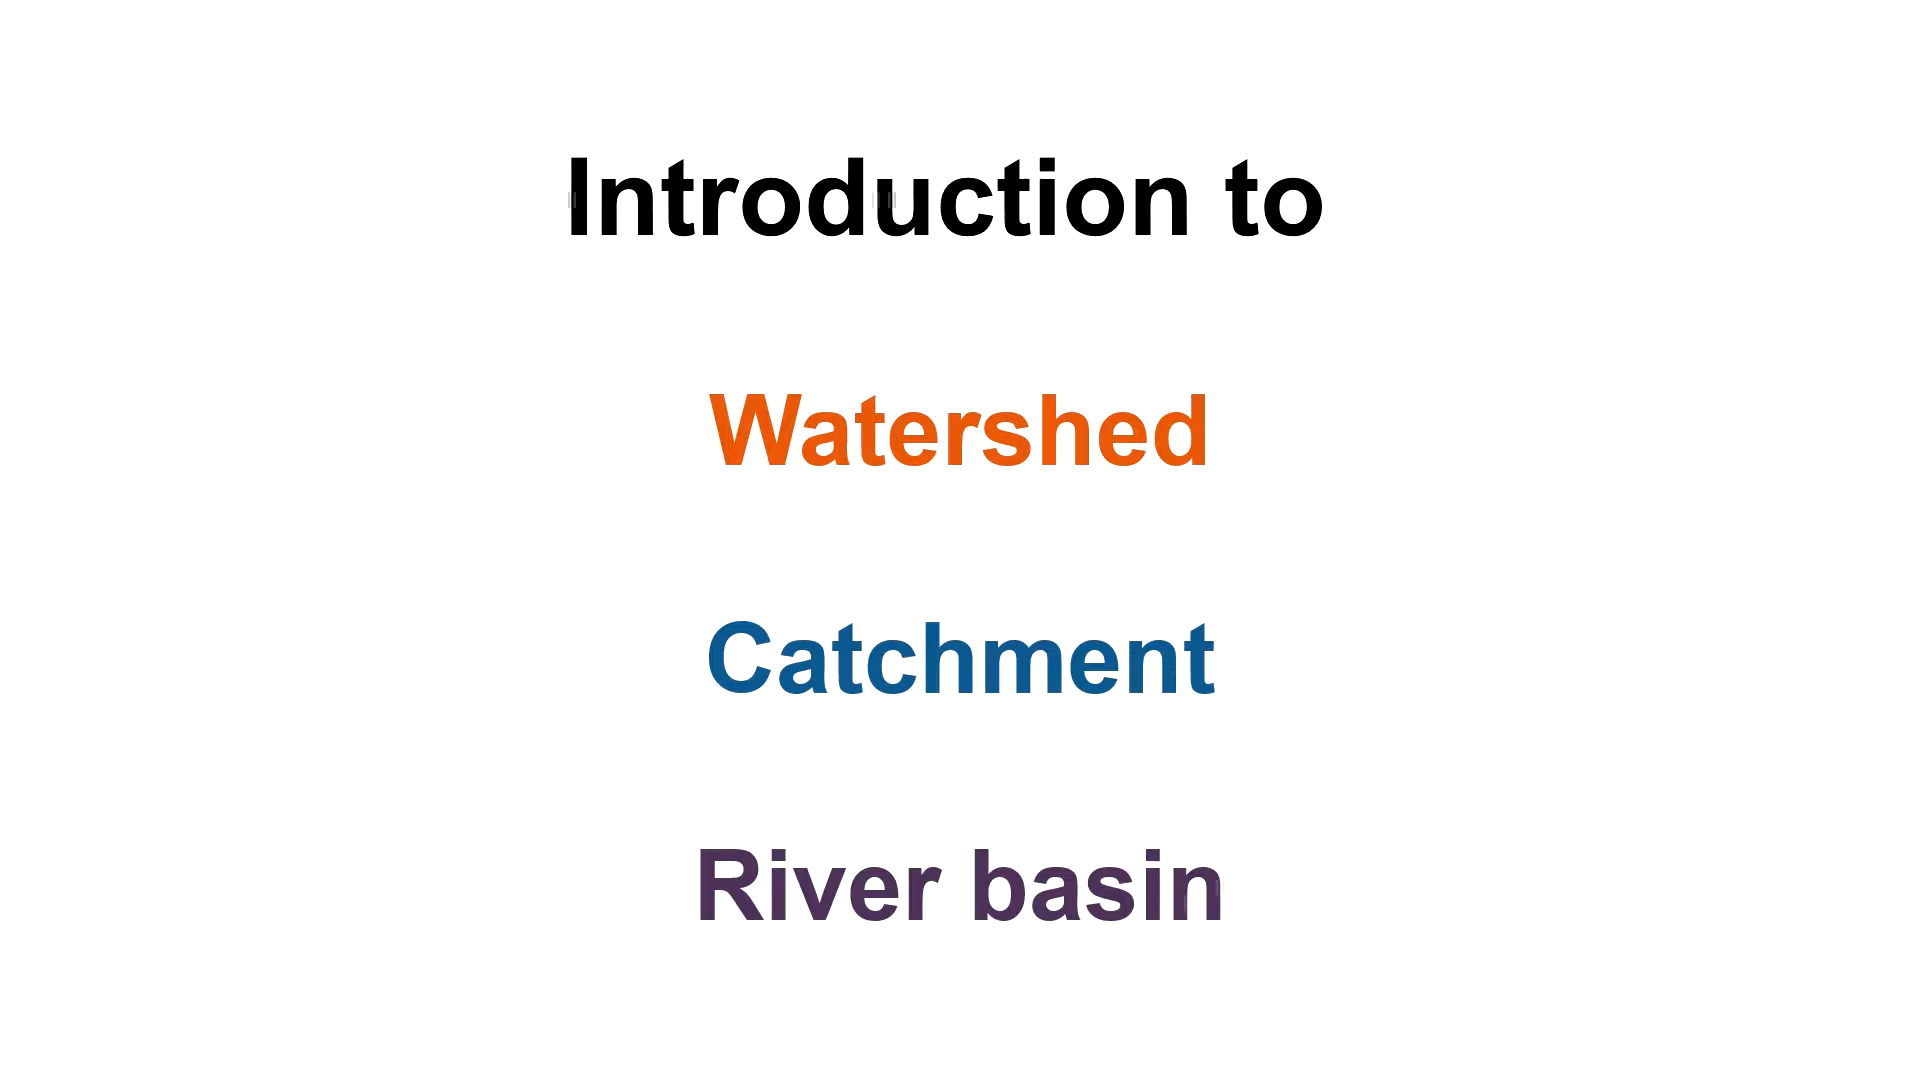 Introduction to
Watershed
Catchment
River basin